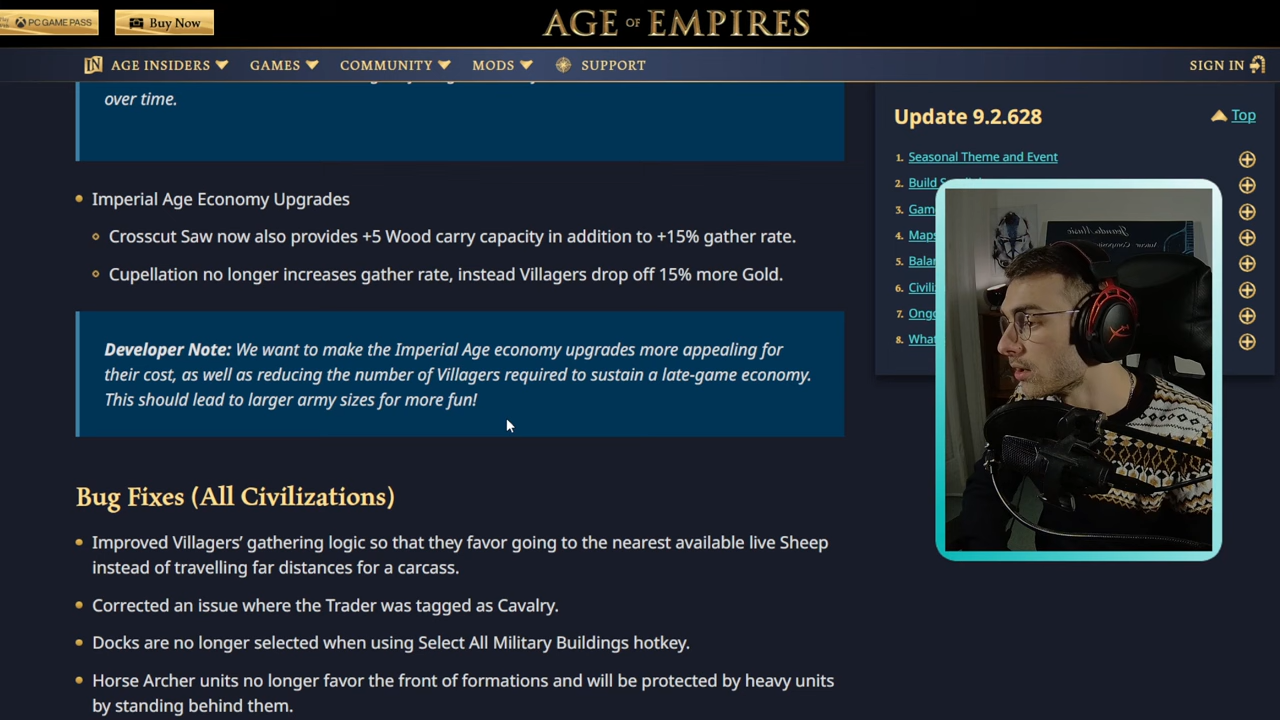 PC GAME PASS
Buy Now
AGE OF EMPIRES
AGE INSIDERS
GAMES
COMMUNITY
MODS
SUPPORT
SIGN IN
over time.
Imperial Age Economy Upgrades
Crosscut Saw now also provides +5 Wood carry capacity in addition to +15% gather rate.
Cupellation no longer increases gather rate, instead Villagers drop off 15% more Gold.
Developer Note: We want to make the Imperial Age economy upgrades more appealing for
their cost, as well as reducing the number of Villagers required to sustain a late-game economy.
This should lead to larger army sizes for more fun!
Bug Fixes (All Civilizations)
Improved Villagers’ gathering logic so that they favor going to the nearest available live Sheep
instead of travelling far distances for a carcass.
Corrected an issue where the Trader was tagged as Cavalry.
Docks are no longer selected when using Select All Military Buildings hotkey.
Horse Archer units no longer favor the front of formations and will be protected by heavy units
by standing behind them.
Update 9.2.628
Top
1. Seasonal Theme and Event
2. Build
3.
4.
5.
6.
7.
8.